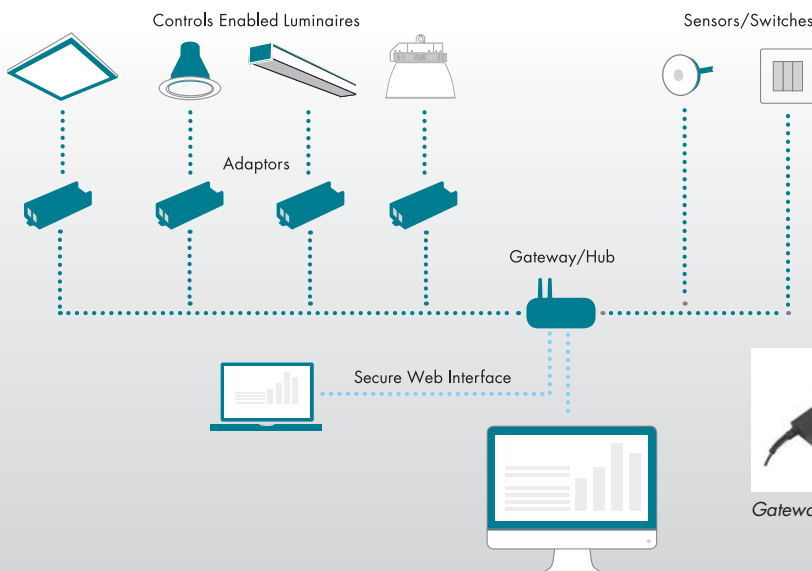 Controls Enabled Luminaires
Sensors/Switches
Adaptors
Gateway/Hub
Secure Web Interface